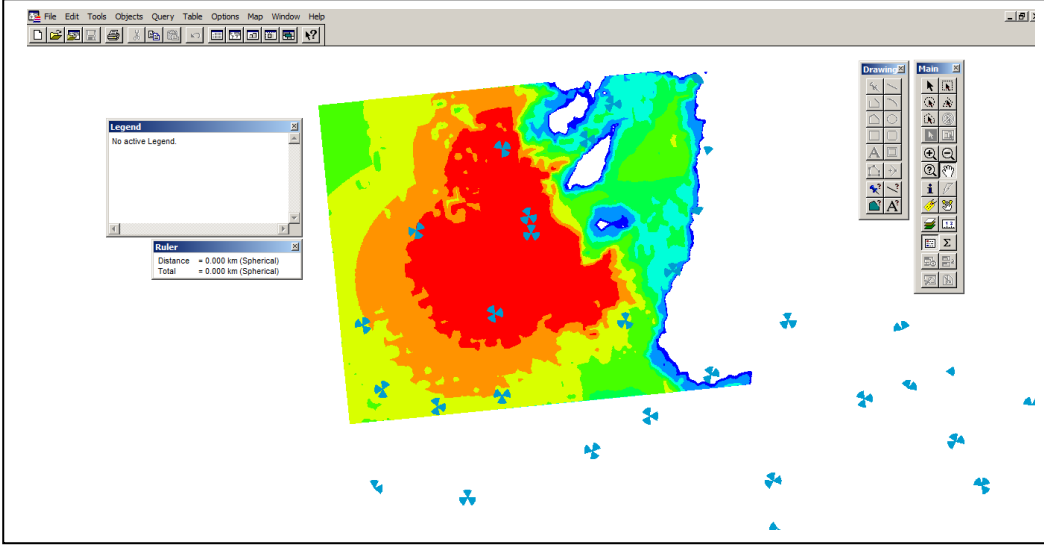 File Edit Tools Objects Query Table Options Map Window Help
Drawing
Main
Legend
No active Legend.
Ruler
Distance = 0.000 km (Spherical)
Total = 0.000 km (Spherical)